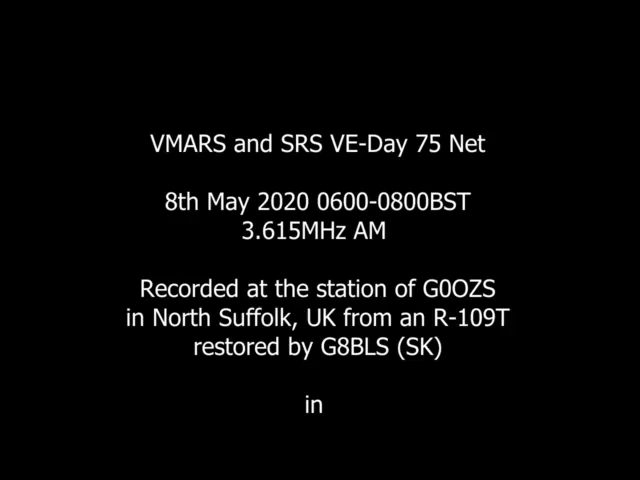 VMARS and SRS VE-Day 75 Net
8th May 2020 0600-0800BST
3.615MHz AM
Recorded at the station of G0OZS
in North Suffolk, UK from an R-109T
restored by G8BLS (SK)
in